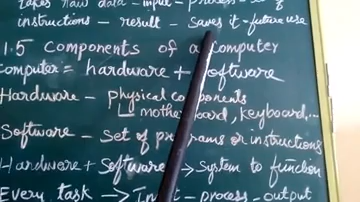 takes raw data - input - process -
instructions - result - saves it - future use
1.5 Components of a Computer
computer = hardware + software
Hardware - physical components
motherboard, keyboard, ...
Software - set of programs or instructions
Hardware + Software → System to function
Every task → Input - process - output